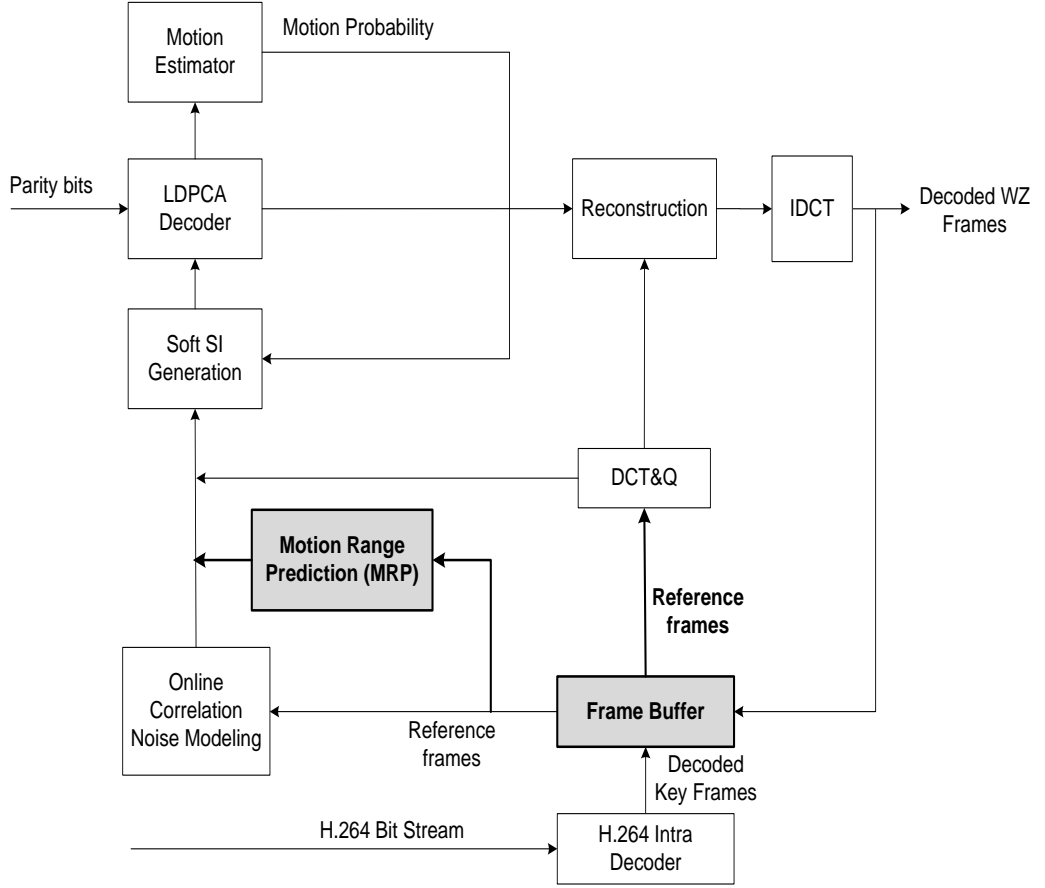 Motion
Estimator
Motion Probability
Parity bits
LDPCA
Decoder
Reconstruction
IDCT
Decoded WZ
Frames
Soft SI
Generation
DCT&Q
Motion Range
Prediction (MRP)
Reference
frames
Online
Correlation
Noise Modeling
Reference
frames
Frame Buffer
Decoded
Key Frames
H.264 Bit Stream
H.264 Intra
Decoder